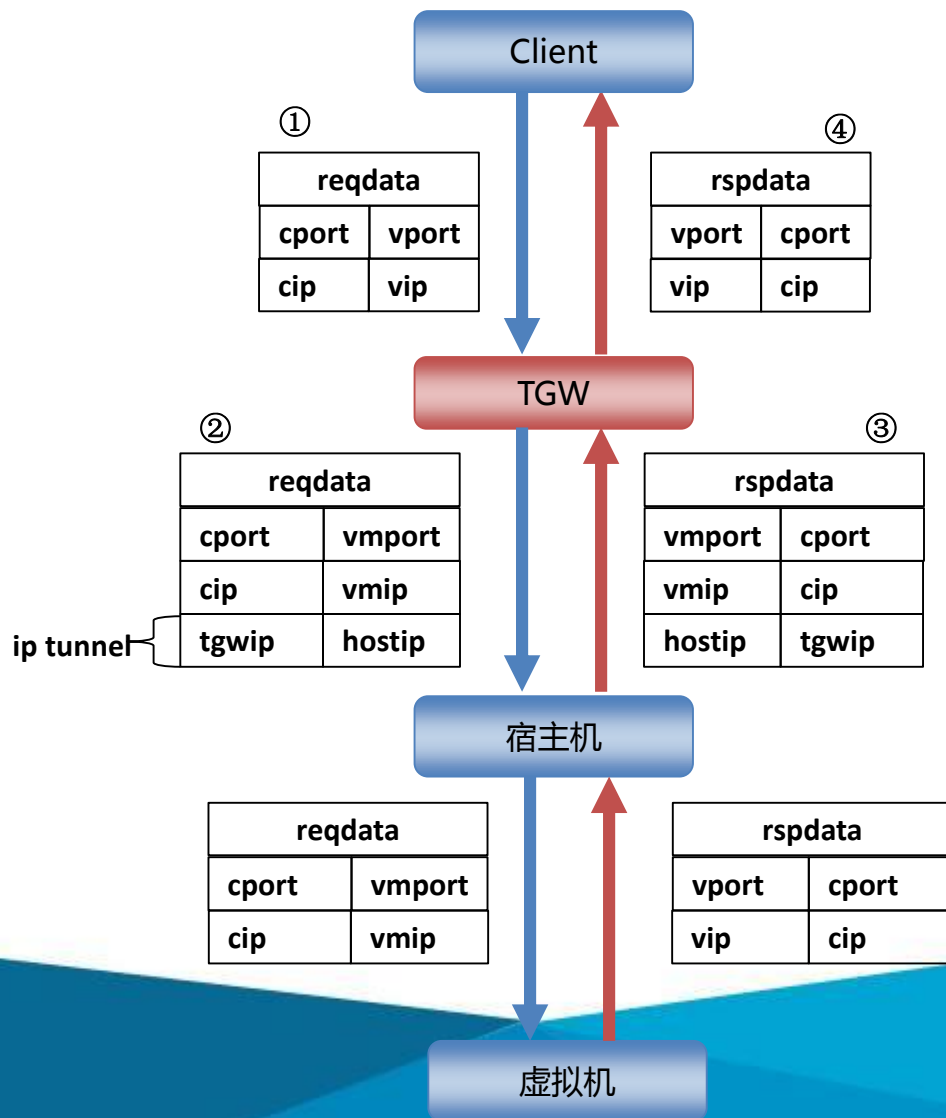 Client
① ④
reqdata
cport vport
cip vip
rspdata
vport cport
vip cip
TGW
② ③
reqdata
cport vmport
cip vmip
ip tunnel tgwip hostip
rspdata
vmport cport
vmip cip
hostip tgwip
宿主机
reqdata
cport vmport
cip vmip
rspdata
vport cport
vip cip
虚拟机